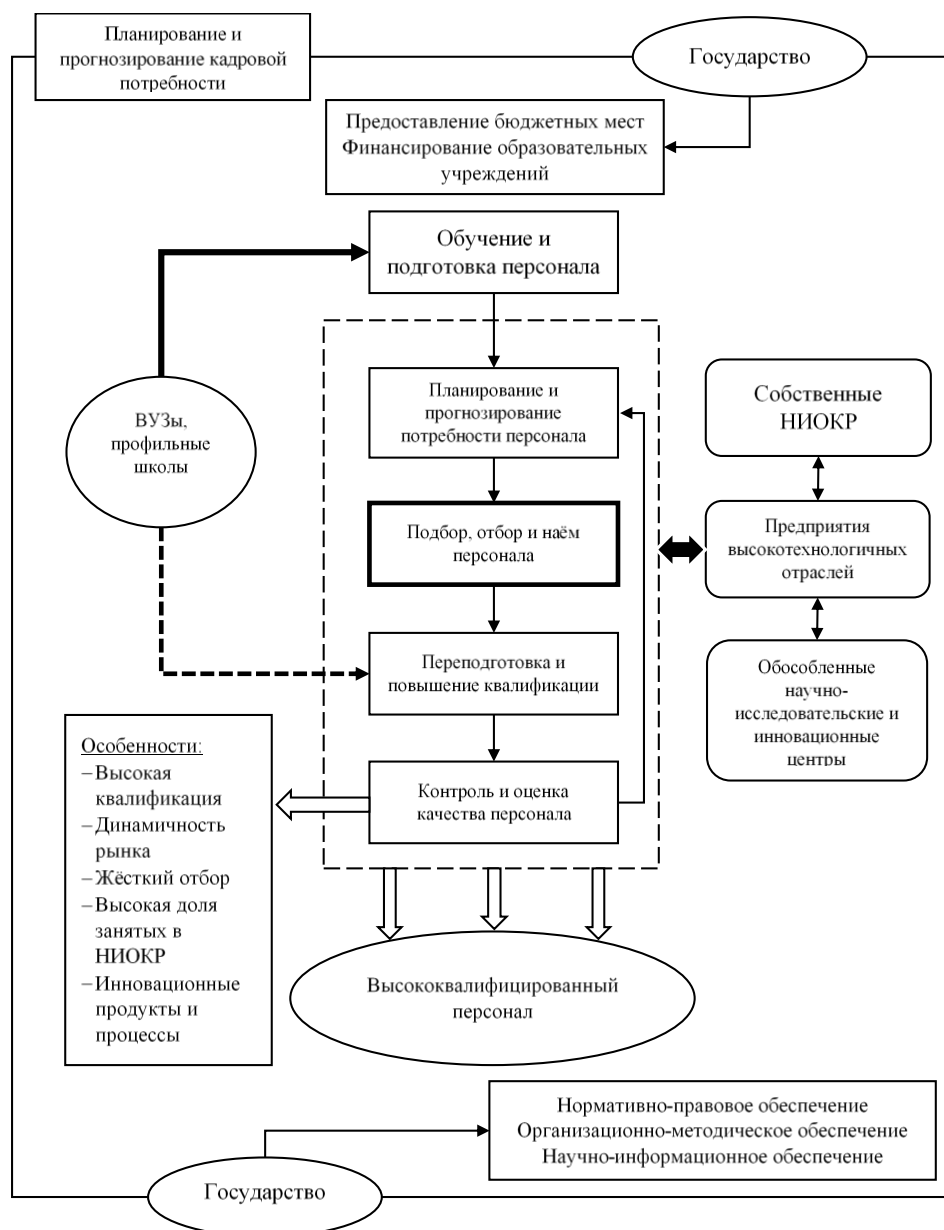 Планирование и
прогнозирование кадровой
потребности
Государство
Предоставление бюджетных мест
Финансирование образовательных
учреждений
Обучение и
подготовка персонала
ВУЗы,
профильные
школы
Планирование и
прогнозирование
потребности персонала
Подбор, отбор и наём
персонала
Переподготовка и
повышение квалификации
Контроль и оценка
качества персонала
Собственные
НИОКР
Предприятия
высокотехнологичных
отраслей
Обособленные
научно-
исследовательские и
инновационные
центры
Особенности:
–Высокая
квалификация
–Динамичность
рынка
–Жёсткий отбор
–Высокая доля
занятых в
НИОКР
–Инновационные
продукты и
процессы
Высококвалифицированный
персонал
Нормативно-правовое обеспечение
Организационно-методическое обеспечение
Научно-информационное обеспечение
Государство